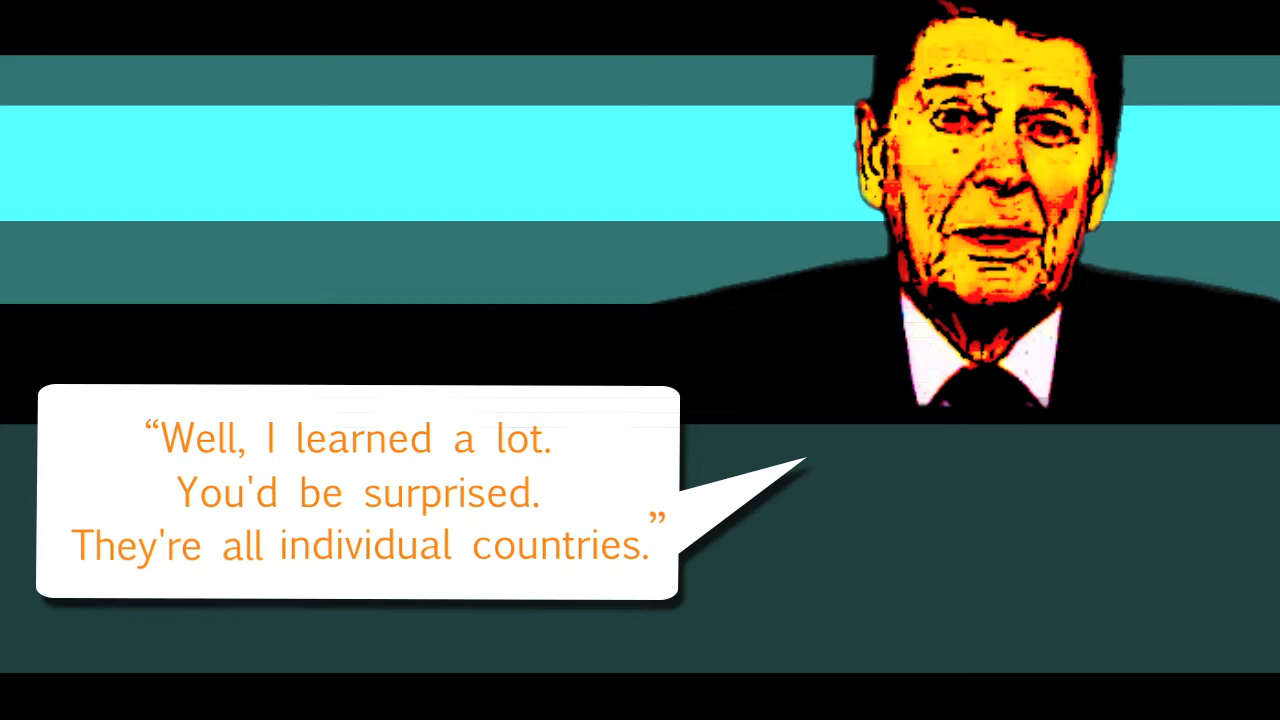 “Well, I learned a lot.
You'd be surprised.
They're all individual countries.”